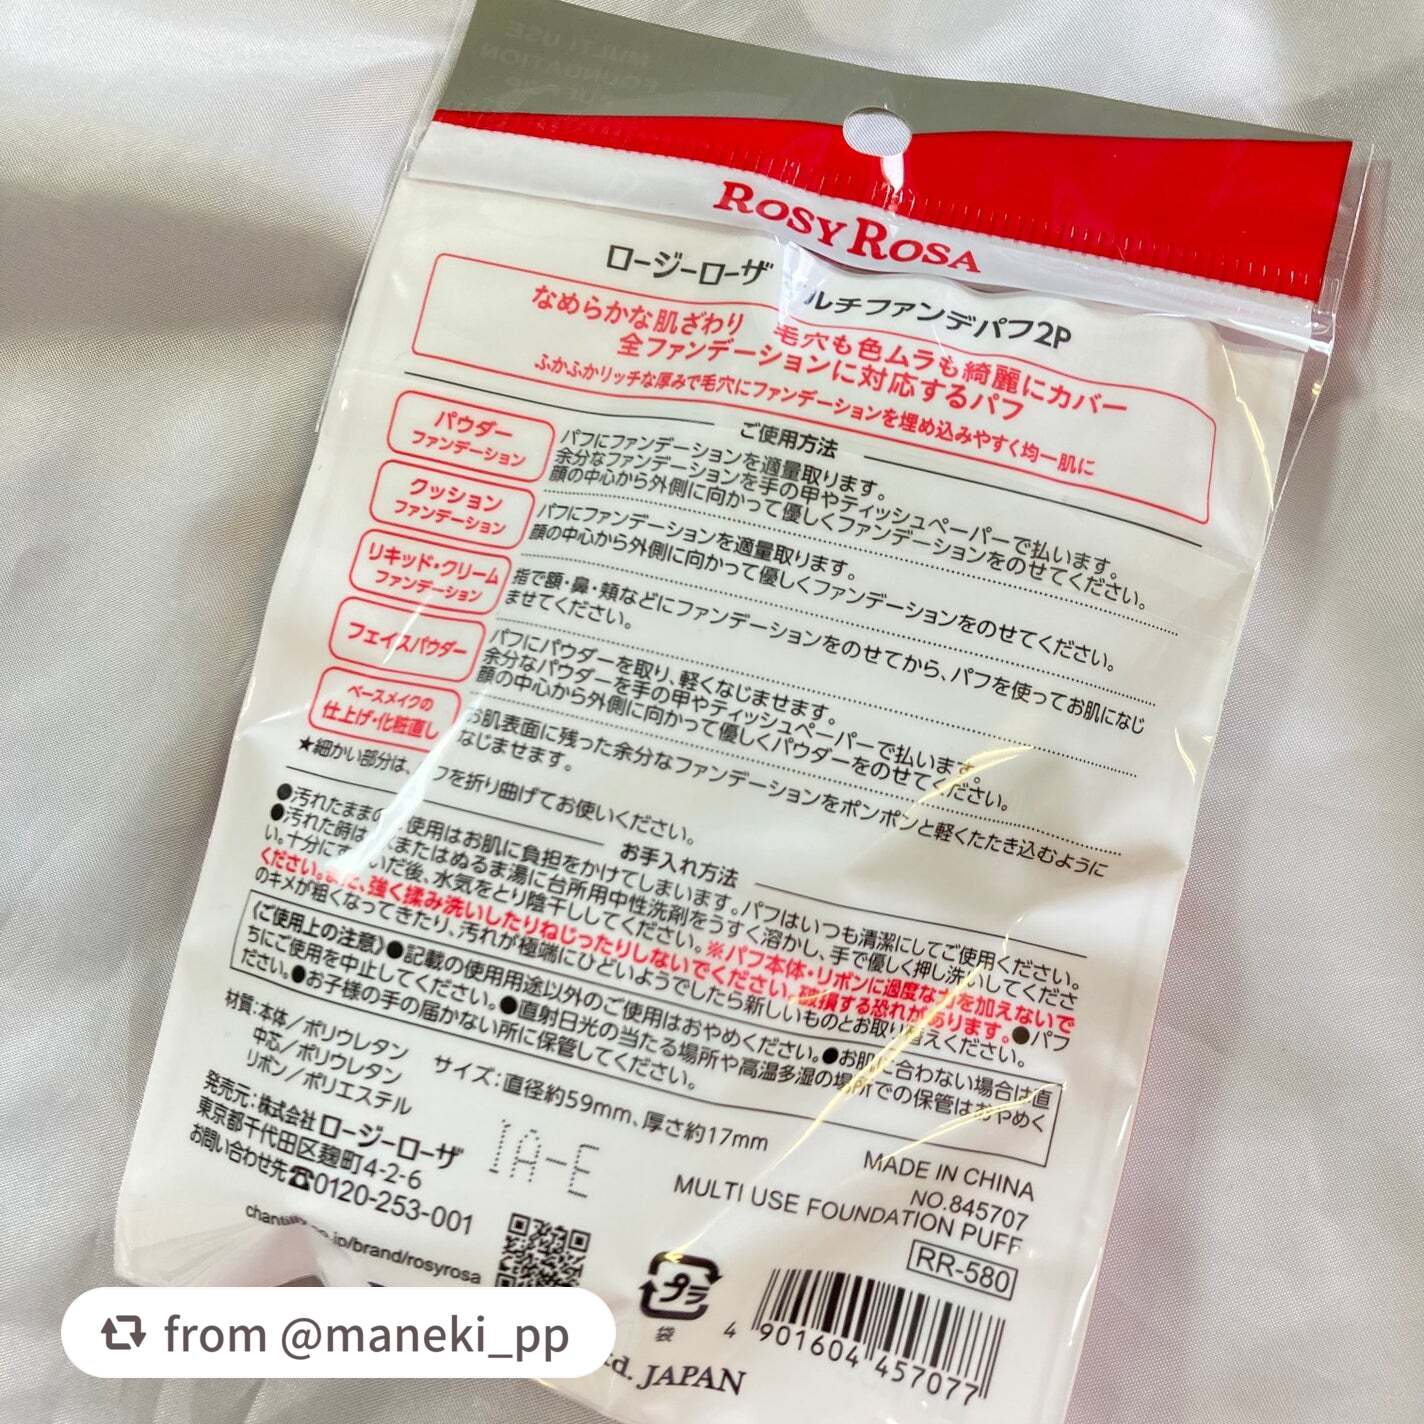 ROSY ROSA
ロージーローザ ルチファンデパフ2P
なめらかな肌ざわり 毛穴も色ムラも綺麗にカバー
全ファンデーションに対応するパフ
ふかふかリッチな厚みで毛穴にファンデーションを埋め込みやすく均一肌に
ご使用方法
パウダー
ファンデーション
パフにファンデーションを適量取ります。
余分なファンデーションを手の甲やティッシュペーパーで払います。
顔の中心から外側に向かって優しくファンデーションをのせてください。
クッション
ファンデーション
パフにファンデーションを適量取ります。
顔の中心から外側に向かって優しくファンデーションをのせてください。
リキッド・クリーム
ファンデーション
指で額・鼻・頬などにファンデーションをのせてから、パフを使ってお肌になじ
ませてください。
フェイスパウダー
パフにパウダーを取り、軽くなじませます。
余分なパウダーを手の甲やティッシュペーパーで払います。
顔の中心から外側に向かって優しくパウダーをのせてください。
ベースメイクの
仕上げ・化粧直し
お肌表面に残った余分なファンデーションをポンポンと軽くたたき込むように
なじませます。
★細かい部分は、 フを折り曲げてお使いください。
お手入れ方法
●汚れたままの 使用はお肌に負担をかけてしまいます。パフはいつも清潔にしてご使用ください。
●汚れた時は 水またはぬるま湯に台所用中性洗剤をうすく溶かし、手で優しく押し洗いしてくださ
い。十分にす いだ後、水気をとり陰干ししてください。※パフ本体・リボンに過度な力を加えないで
ください。また、強く揉み洗いしたりねじったりしないでください。破損する恐れがあります。●パフ
のキメが粗くなってきたり、汚れが極端にひどいようでしたら新しいものとお取り替えください。
《ご使用上の注意》●記載の使用用途以外のご使用はおやめください。●お肌に合わない場合は直
ちにご使用を中止してください。●直射日光の当たる場所や高温多湿の場所での保管はおやめく
ださい。●お子様の手の届かない所に保管してください。
材質:本体/ポリウレタン
中芯/ポリウレタン
リボン/ポリエステル
サイズ:直径約59mm、厚さ約17mm
発売元:株式会社 ロージーローザ
東京都千代田区麹町4-2-6
お問い合わせ先☎0120-253-001
IA-E
jp/brand/rosyrosa
MADE IN CHINA
NO.845707
MULTI USE FOUNDATION PUFF
RR-580
プラ
袋
4 901604 457077
td. JAPAN
from @maneki_pp